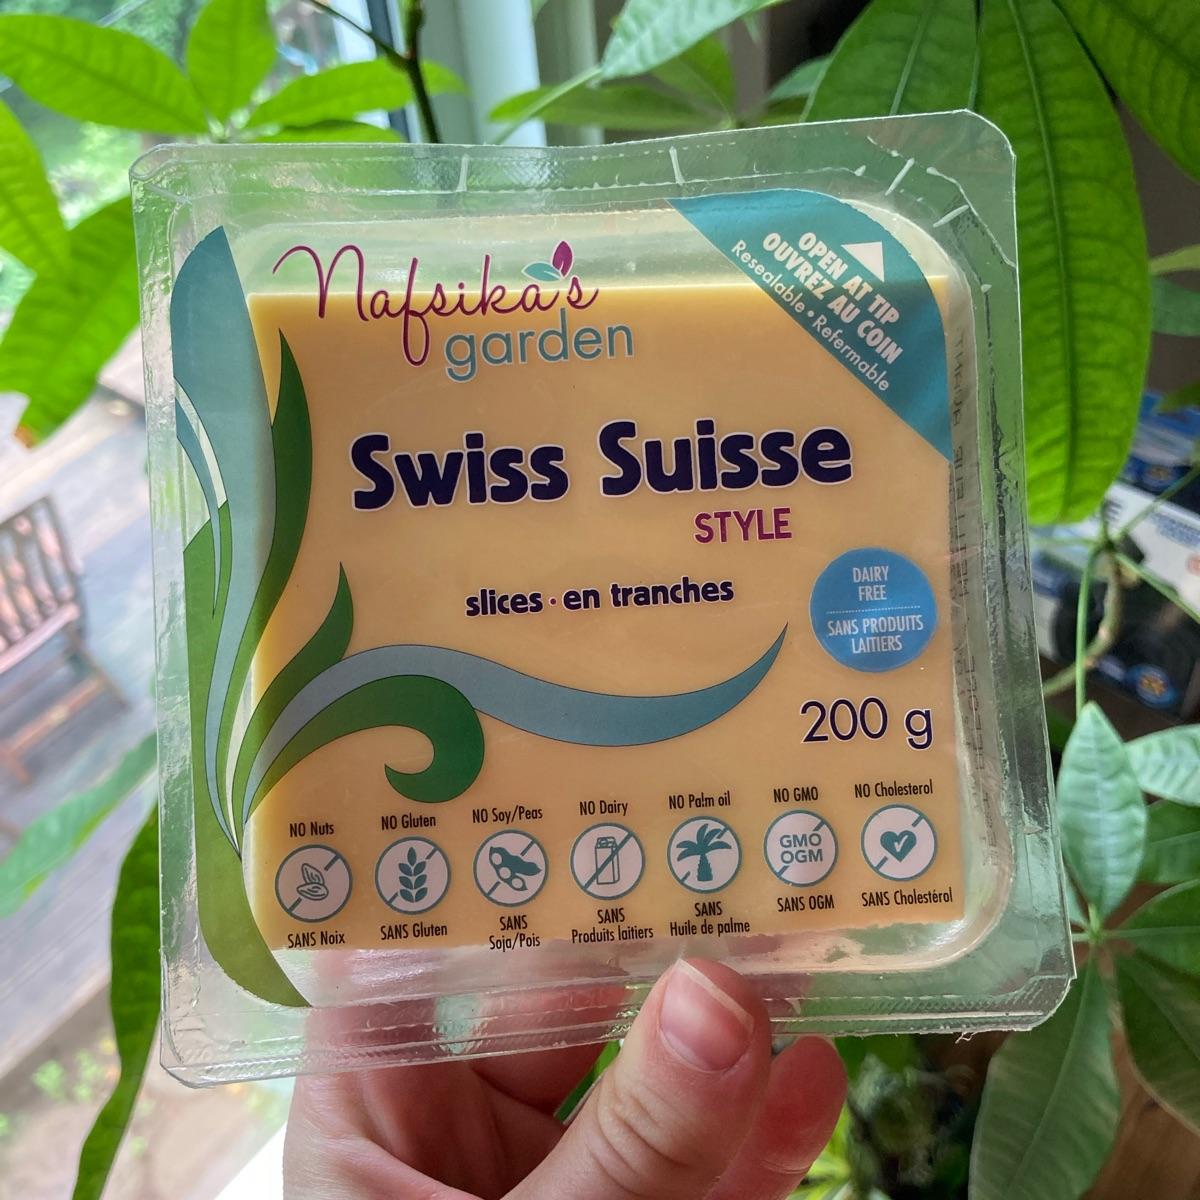 Nafsika's
garden
OPEN AT TIP
OUVREZ AU COIN
Resealable • Refermable
Swiss Suisse
STYLE
slices • en tranches
DAIRY
FREE
SANS PRODUITS
LAITIERS
200 g
NO Nuts
SANS Noix
NO Gluten
SANS Gluten
NO Soy/Peas
SANS
Soja/Pois
NO Dairy
SANS
Produits laitiers
NO Palm oil
SANS
Huile de palme
NO GMO
GMO
OGM
SANS OGM
NO Cholesterol
SANS Cholestérol